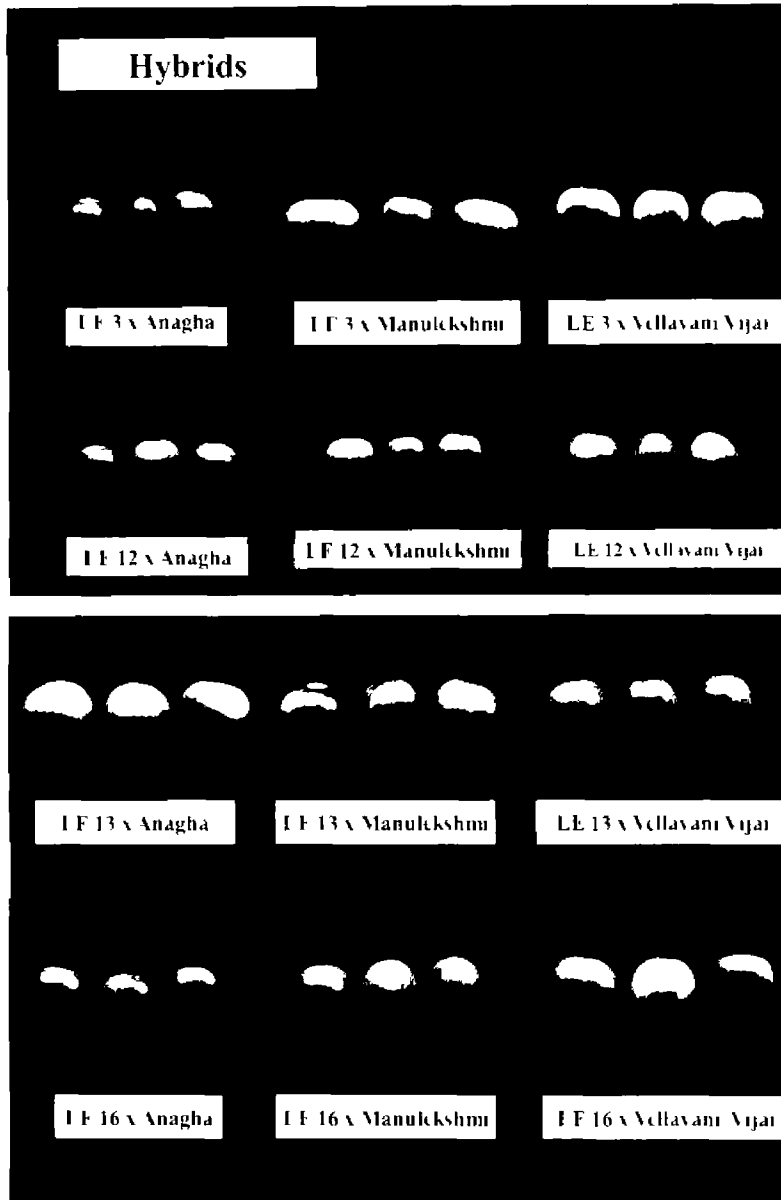 Hybrids
LE 3 x Anagha
LE 3 x Manulekshmi
LE 3 x Vellayani Vijai
LE 12 x Anagha
LE 12 x Manulekshmi
LE 12 x Vellayani Vijai
LE 13 x Anagha
LE 13 x Manulekshmi
LE 13 x Vellayani Vijai
LE 16 x Anagha
LE 16 x Manulekshmi
LE 16 x Vellayani Vijai